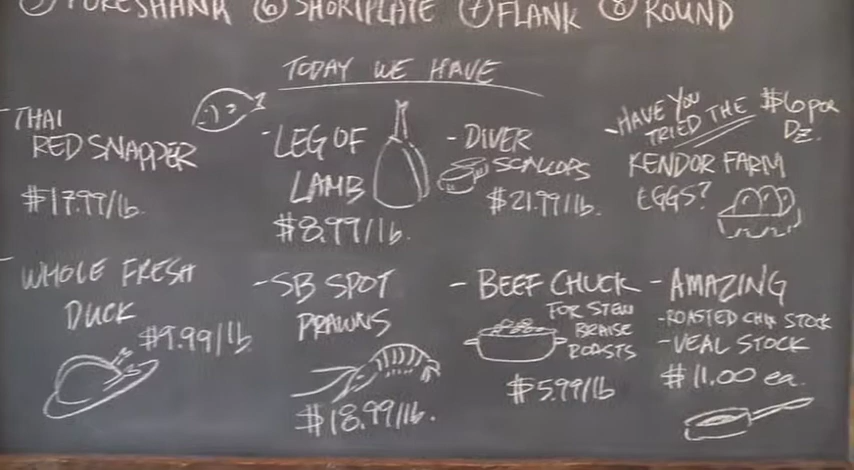 ⑤ FORESHANK ⑥ SHORTPLATE ⑦ FLANK ⑧ ROUND
TODAY WE HAVE
- THAI
RED SNAPPER
$17.99/lb.
- LEG OF
LAMB
$8.99/lb.
- DIVER
SCALLOPS
$21.99/lb.
- HAVE YOU
TRIED THE
KENDOR FARM
EGGS?
$6 per
DZ.
- WHOLE FRESH
DUCK
$9.99/lb
- SB SPOT
PRAWNS
$18.99/lb.
- BEEF CHUCK
FOR STEW
BRAISE
ROASTS
$5.99/lb
- AMAZING
- ROASTED CHIX STOCK
- VEAL STOCK
$11.00 ea.